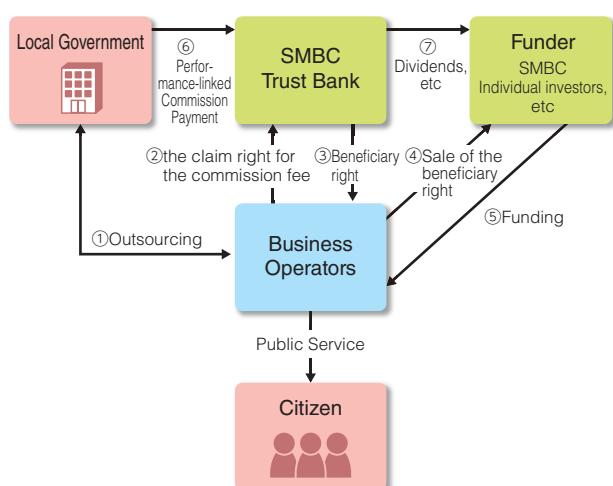 Local Government
⑥
Perfor-
mance-linked
Commission
Payment
SMBC
Trust Bank
⑦
Dividends,
etc
Funder
SMBC
Individual investors,
etc
②the claim right for
the commission fee
③Beneficiary
right
④Sale of the
beneficiary
right
⑤Funding
①Outsourcing
Business
Operators
Public Service
Citizen